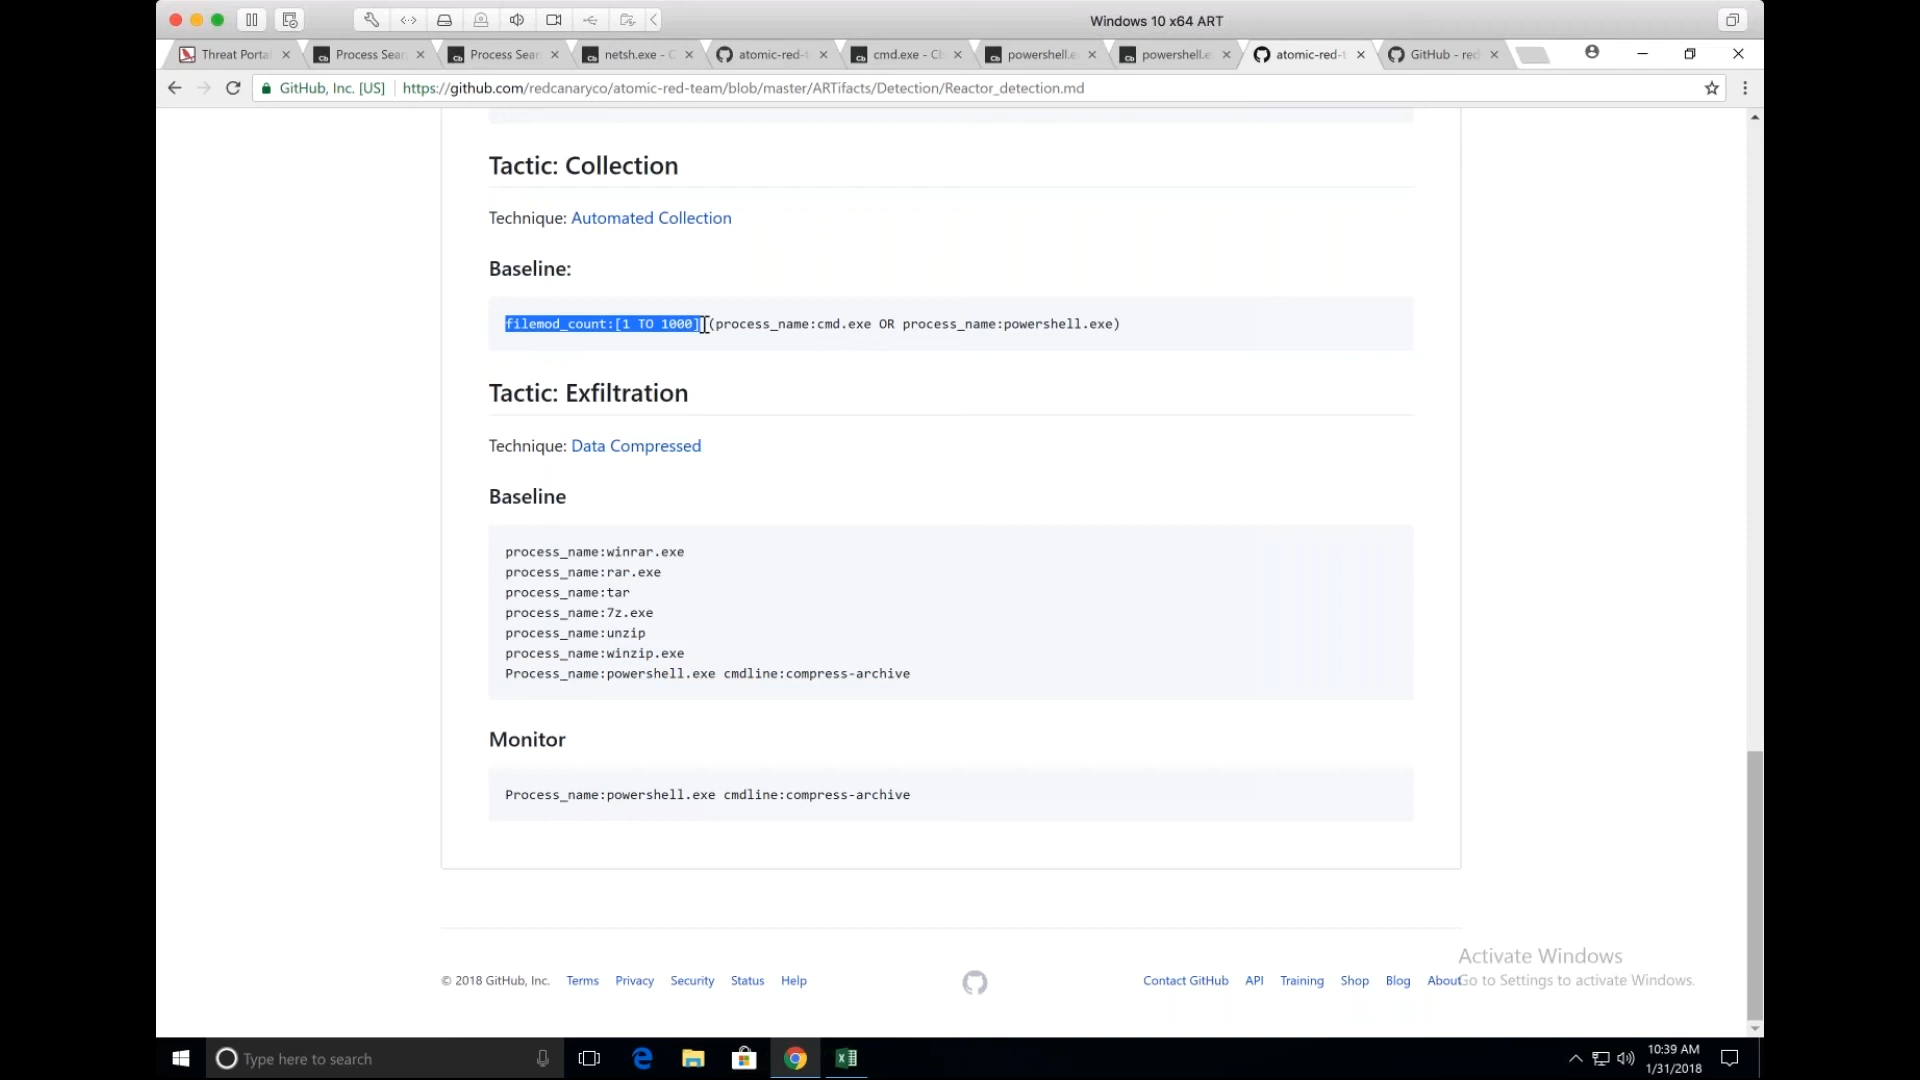 Windows 10 x64 ART
Threat Portal
Process Sear
Process Sear
netsh.exe - C
atomic-red-t
cmd.exe - Cb
powershell.e
powershell.e
atomic-red-t
GitHub - red
GitHub, Inc. [US]
https://github.com/redcanaryco/atomic-red-team/blob/master/ARTifacts/Detection/Reactor_detection.md
Tactic: Collection
Technique: Automated Collection
Baseline:
filemod_count:[1 TO 1000] (process_name:cmd.exe OR process_name:powershell.exe)
Tactic: Exfiltration
Technique: Data Compressed
Baseline
process_name:winrar.exe
process_name:rar.exe
process_name:tar
process_name:7z.exe
process_name:unzip
process_name:winzip.exe
Process_name:powershell.exe cmdline:compress-archive
Monitor
Process_name:powershell.exe cmdline:compress-archive
Activate Windows
Go to Settings to activate Windows.
© 2018 GitHub, Inc. Terms Privacy Security Status Help
Contact GitHub API Training Shop Blog About
Type here to search
10:39 AM
1/31/2018